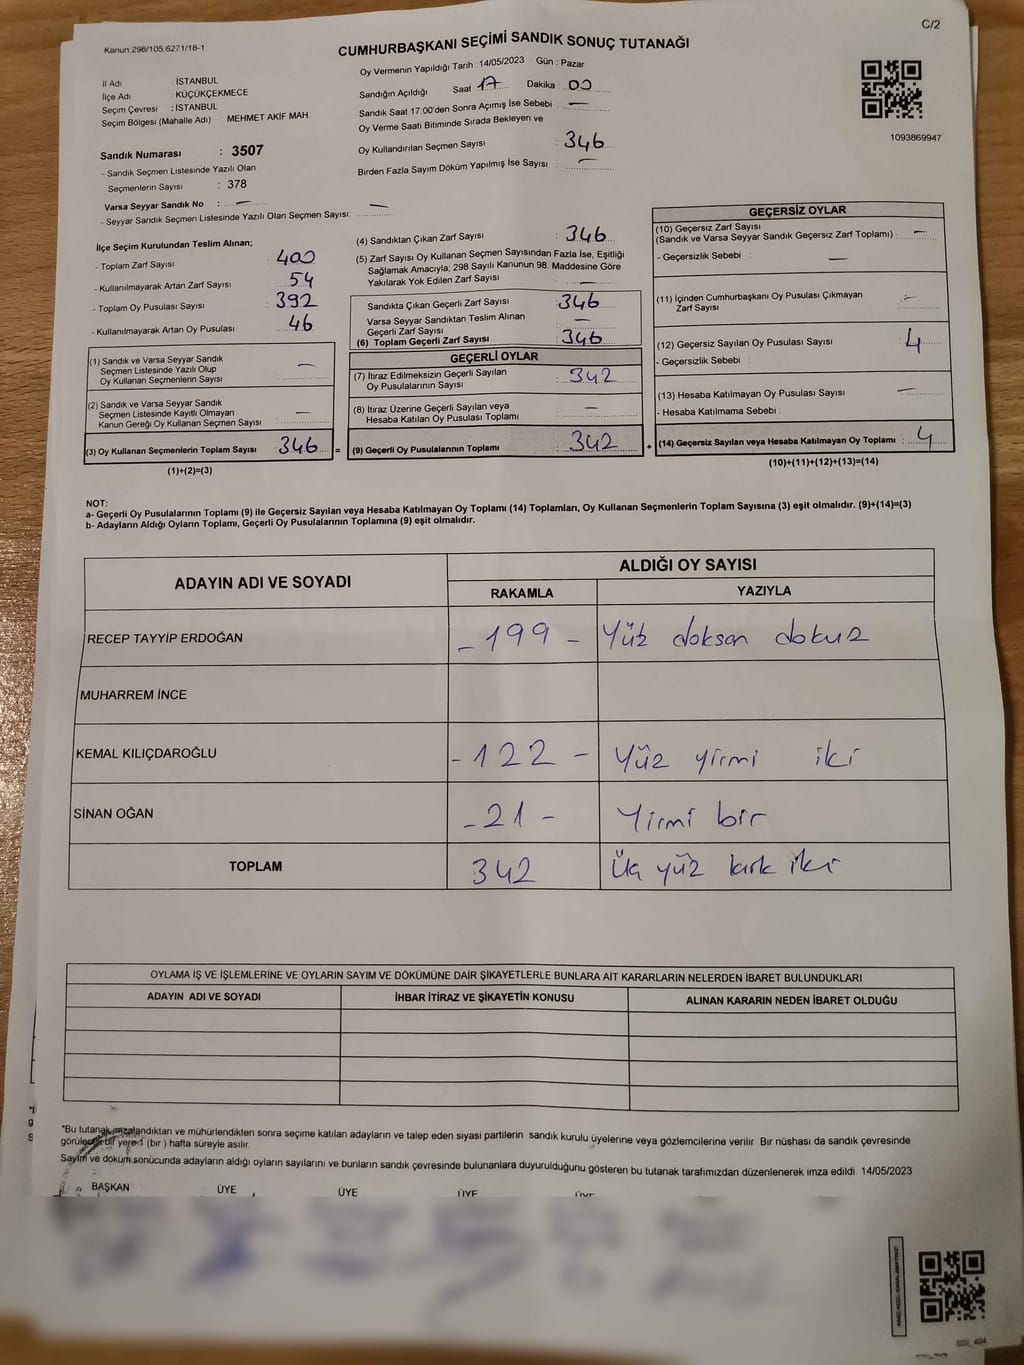 C/2
Kanun:298/105,6271/18-1
CUMHURBAŞKANI SEÇİMİ SANDIK SONUÇ TUTANAĞI
Oy Vermenin Yapıldığı Tarih : 14/05/2023 Gün : Pazar
İl Adı : İSTANBUL
İlçe Adı : KÜÇÜKÇEKMECE
Seçim Çevresi : İSTANBUL
Seçim Bölgesi (Mahalle Adı) : MEHMET AKİF MAH.
Sandık Numarası : 3507
- Sandık Seçmen Listesinde Yazılı Olan
Seçmenlerin Sayısı : 378
Varsa Seyyar Sandık No : —
- Seyyar Sandık Seçmen Listesinde Yazılı Olan Seçmen Sayısı: —
Sandığın Açıldığı Saat 17 Dakika : 00
Sandık Saat 17:00'den Sonra Açımış İse Sebebi : —
Oy Verme Saati Bitiminde Sırada Bekleyen ve
Oy Kullandırılan Seçmen Sayısı : 346
Birden Fazla Sayım Döküm Yapılmış İse Sayısı : —
1093869947
İlçe Seçim Kurulundan Teslim Alınan;
- Toplam Zarf Sayısı : 400
- Kullanılmayarak Artan Zarf Sayısı : 54
- Toplam Oy Pusulası Sayısı : 392
- Kullanılmayarak Artan Oy Pusulası : 46
(1) Sandık ve Varsa Seyyar Sandık
Seçmen Listesinde Yazılı Olup
Oy Kullanan Seçmenlerin Sayısı : —
(2) Sandık ve Varsa Seyyar Sandık
Seçmen Listesinde Kayıtlı Olmayan
Kanun Gereği Oy Kullanan Seçmen Sayısı : —
(3) Oy Kullanan Seçmenlerin Toplam Sayısı : 346 =
(1)+(2)=(3)
(4) Sandıktan Çıkan Zarf Sayısı : 346
(5) Zarf Sayısı Oy Kullanan Seçmen Sayısından Fazla İse, Eşitliği
Sağlamak Amacıyla; 298 Sayılı Kanunun 98. Maddesine Göre
Yakılarak Yok Edilen Zarf Sayısı : —
Sandıkta Çıkan Geçerli Zarf Sayısı : 346
Varsa Seyyar Sandıktan Teslim Alınan
Geçerli Zarf Sayısı : —
(6) Toplam Geçerli Zarf Sayısı : 346
GEÇERLİ OYLAR
(7) İtiraz Edilmeksizin Geçerli Sayılan
Oy Pusulalarının Sayısı : 342
(8) İtiraz Üzerine Geçerli Sayılan veya
Hesaba Katılan Oy Pusulası Toplamı : —
(9) Geçerli Oy Pusulalarının Toplamı : 342 +
GEÇERSİZ OYLAR
(10) Geçersiz Zarf Sayısı
(Sandık ve Varsa Seyyar Sandık Geçersiz Zarf Toplamı) : —
- Geçersizlik Sebebi : —
(11) İçinden Cumhurbaşkanı Oy Pusulası Çıkmayan
Zarf Sayısı : —
(12) Geçersiz Sayılan Oy Pusulası Sayısı : 4
- Geçersizlik Sebebi :
(13) Hesaba Katılmayan Oy Pusulası Sayısı : —
- Hesaba Katılmama Sebebi :
(14) Geçersiz Sayılan veya Hesaba Katılmayan Oy Toplamı : 4
(10)+(11)+(12)+(13)=(14)
NOT:
a- Geçerli Oy Pusulalarının Toplamı (9) ile Geçersiz Sayılan veya Hesaba Katılmayan Oy Toplamı (14) Toplamları, Oy Kullanan Seçmenlerin Toplam Sayısına (3) eşit olmalıdır. (9)+(14)=(3)
b- Adayların Aldığı Oyların Toplamı, Geçerli Oy Pusulalarının Toplamına (9) eşit olmalıdır.
ADAYIN ADI VE SOYADI ALDIĞI OY SAYISI
RAKAMLA YAZIYLA
RECEP TAYYİP ERDOĞAN - 199 - Yüz doksan dokuz
MUHARREM İNCE
KEMAL KILIÇDAROĞLU - 122 - Yüz yirmi iki
SİNAN OĞAN - 21 - Yirmi bir
TOPLAM 342 Üç yüz kırk iki
OYLAMA İŞ VE İŞLEMLERİNE VE OYLARIN SAYIM VE DÖKÜMÜNE DAİR ŞİKAYETLERLE BUNLARA AİT KARARLARIN NELERDEN İBARET BULUNDUKLARI
ADAYIN ADI VE SOYADI İHBAR İTİRAZ VE ŞİKAYETİN KONUSU ALINAN KARARIN NEDEN İBARET OLDUĞU
*Bu tutanak imzalandıktan ve mühürlendikten sonra seçime katılan adayların ve talep eden siyasi partilerin sandık kurulu üyelerine veya gözlemcilerine verilir. Bir nüshası da sandık çevresinde
görülecek bir yere 1 (bir ) hafta süreyle asılır.
Sayım ve döküm sonucunda adayların aldığı oyların sayılarını ve bunların sandık çevresinde bulunanlara duyurulduğunu gösteren bu tutanak tarafımızdan düzenlenerek imza edildi. 14/05/2023
BAŞKAN ÜYE ÜYE ÜYE ÜYE